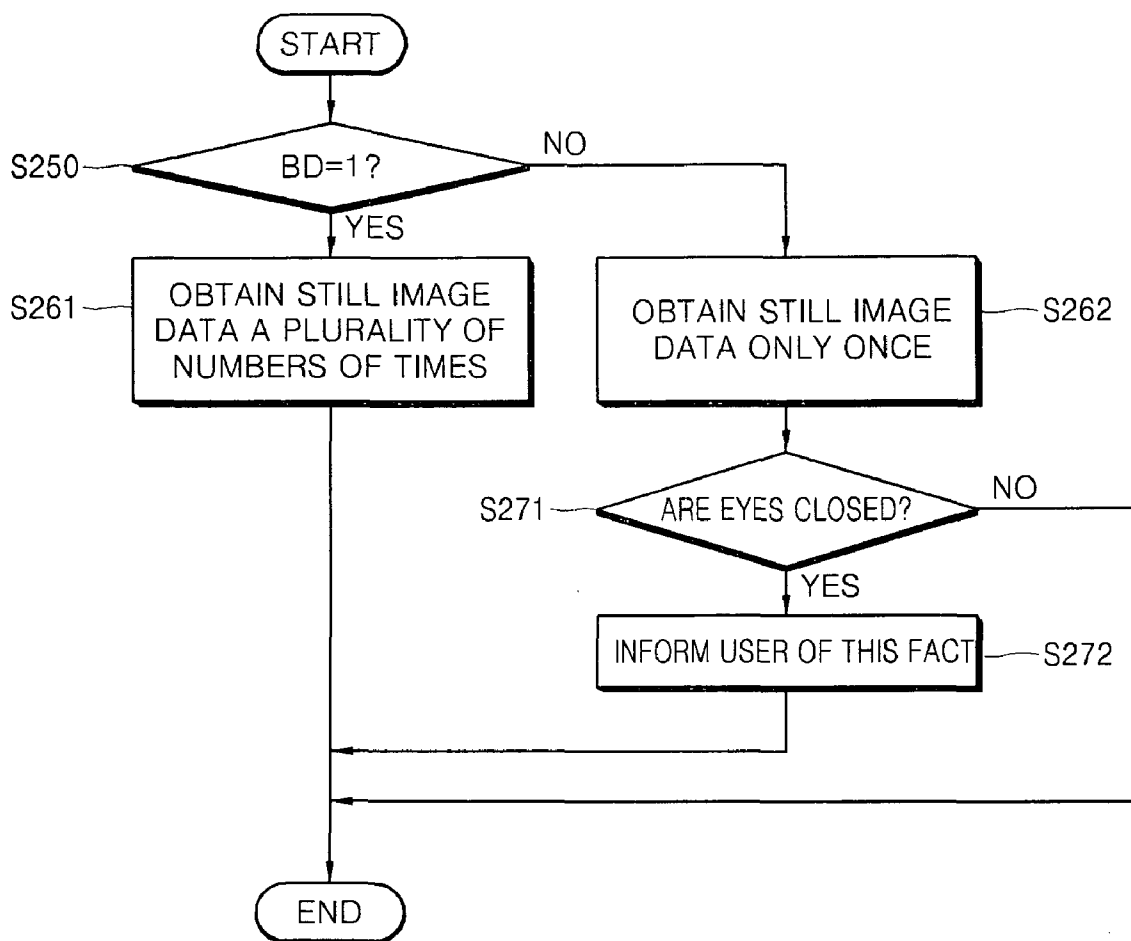 START
S250
BD=1?
NO
YES
S261
OBTAIN STILL IMAGE
DATA A PLURALITY OF
NUMBERS OF TIMES
OBTAIN STILL IMAGE
DATA ONLY ONCE
S262
S271
ARE EYES CLOSED?
NO
YES
INFORM USER OF THIS FACT
S272
END